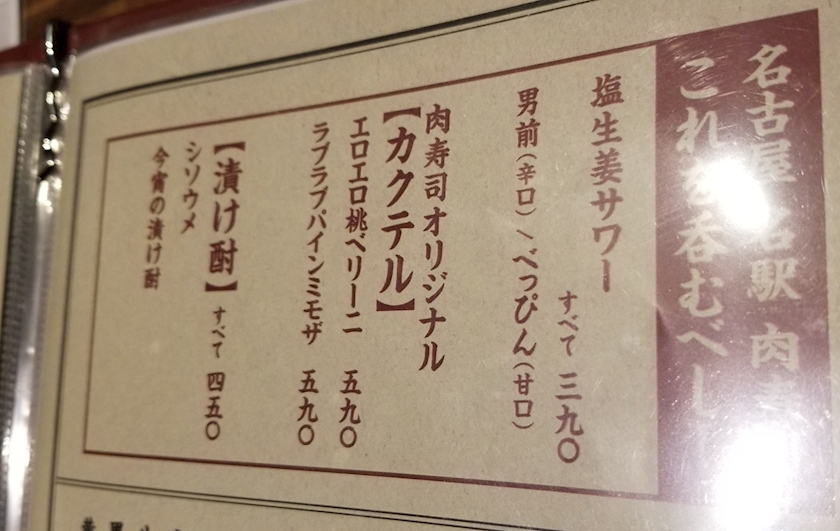 名古屋 名駅 肉寿
これを呑むべし
塩生姜サワー
すべて 三九〇
男前（辛口）/べっぴん（甘口）
肉寿司オリジナル
【カクテル】
エロエロ桃ベリーニ 五九〇
ラブラブパインミモザ 五九〇
【漬け酎】 すべて 四五〇
シソウメ
今宵の漬け酎